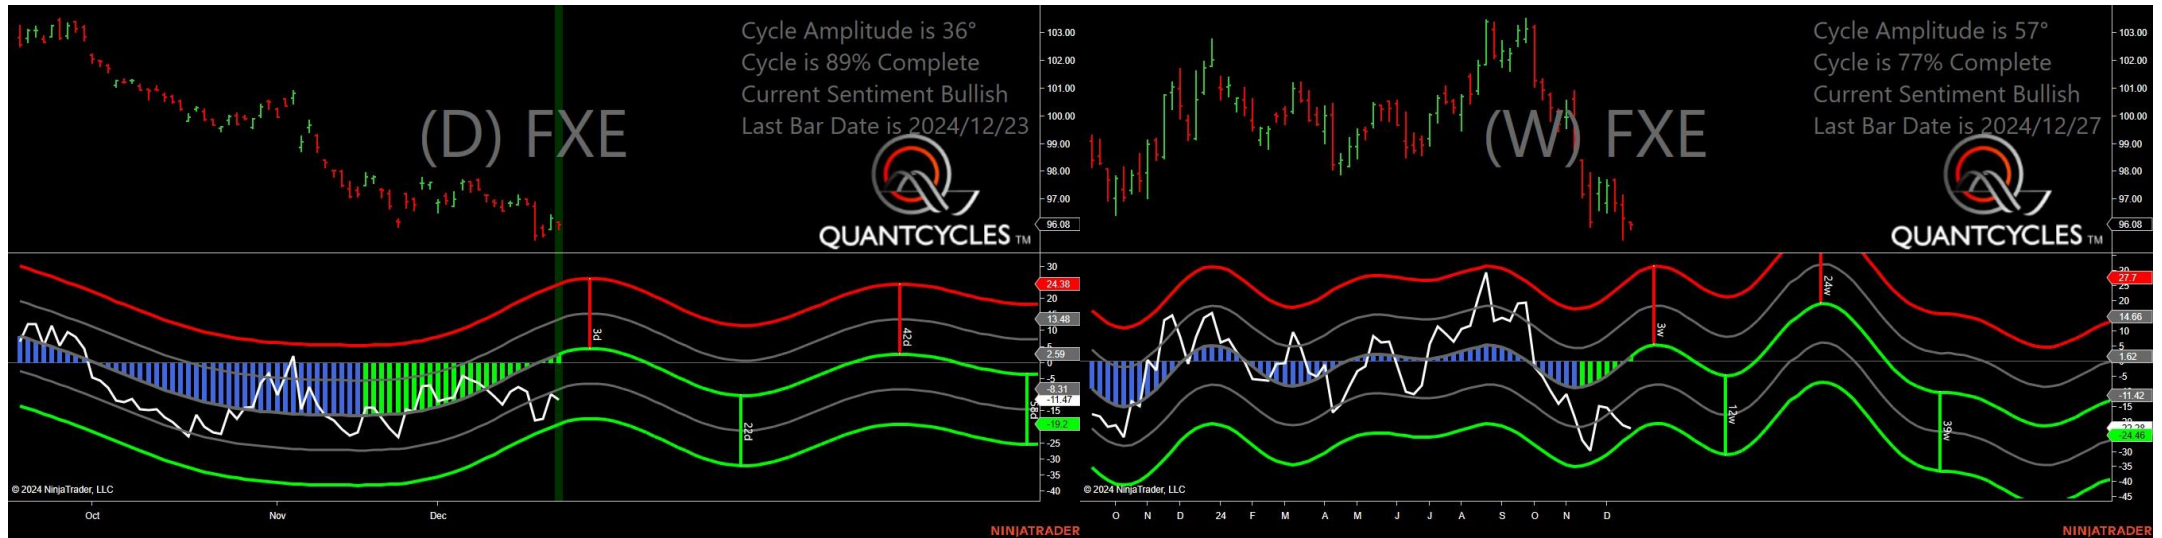 Cycle Amplitude is 36°
Cycle is 89% Complete
Current Sentiment Bullish
Last Bar Date is 2024/12/23
(D) FXE
QUANTCYCLES TM
103.00
102.00
101.00
100.00
99.00
98.00
97.00
96.08
30
24.38
20
13.48
10
5
2.59
0
-5
-8.31
-11.47
-15
-19.2
-25
-30
-35
-40
3d
42d
22d
58d
© 2024 NinjaTrader, LLC
Oct Nov Dec
NINJATRADER
Cycle Amplitude is 57°
Cycle is 77% Complete
Current Sentiment Bullish
Last Bar Date is 2024/12/27
(W) FXE
QUANTCYCLES TM
103.00
102.00
101.00
100.00
99.00
98.00
97.00
96.08
27.7
25
20
14.66
10
5
1.62
-5
-11.42
-15
-24.46
-30
-35
-40
-45
3w
24w
12w
39w
© 2024 NinjaTrader, LLC
O N D 24 F M A M J J A S O N D
NINJATRADER